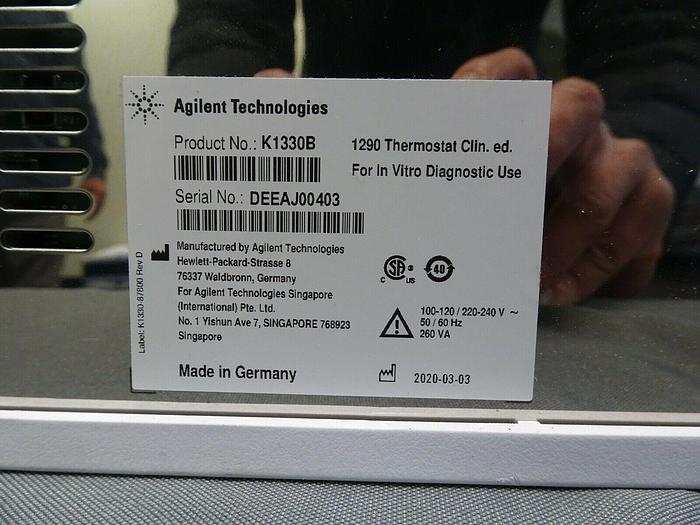 Agilent Technologies
Product No.: K1330B
1290 Thermostat Clin. ed.
For In Vitro Diagnostic Use
Serial No.: DEEAJ00403
Manufactured by Agilent Technologies
Hewlett-Packard-Strasse 8
76337 Waldbronn, Germany
For Agilent Technologies Singapore
(International) Pte. Ltd.
No. 1 Yishun Ave 7, SINGAPORE 768923
Singapore
Label: K1330-87800 Rev D
C SA ® US
40
100-120 / 220-240 V ~
50 / 60 Hz
260 VA
Made in Germany
2020-03-03